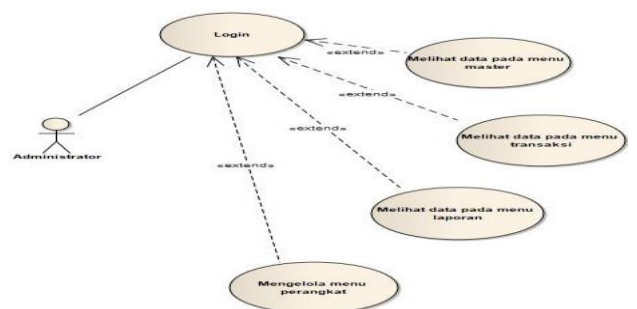 Login
«extend»
Melihat data pada menu
master
«extend»
Melihat data pada menu
transaksi
«extend»
Administrator
«extend»
Melihat data pada menu
laporan
Mengelola menu
perangkat